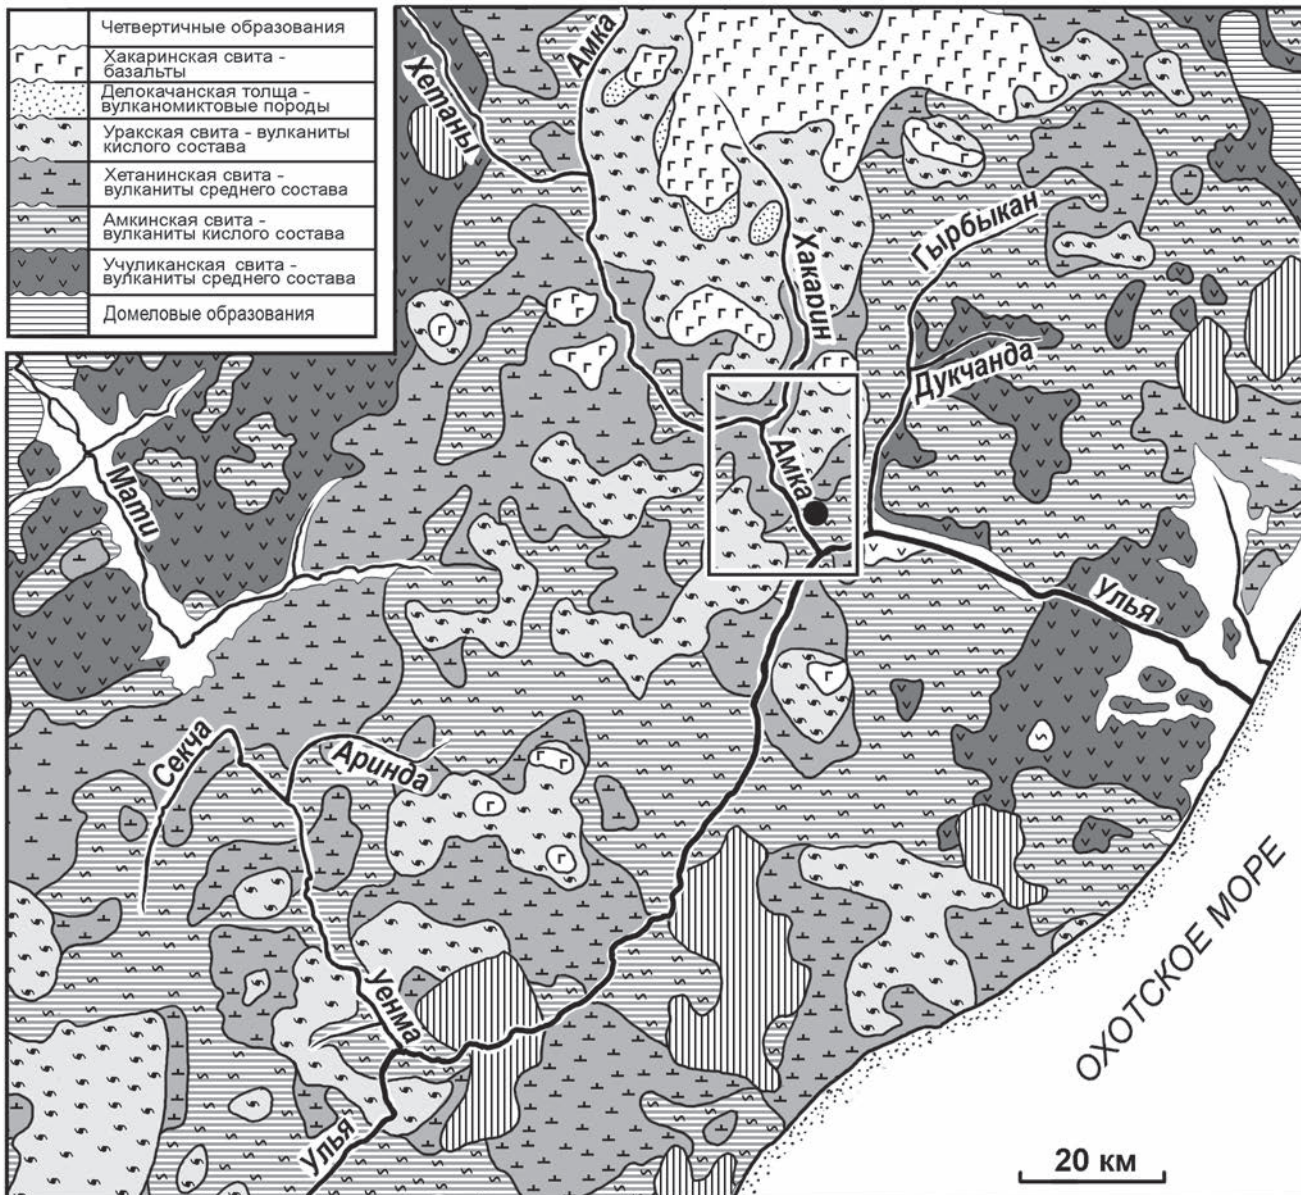 Четвертичные образования
Хакаринская свита -
базальты
Делокачанская толща -
вулканомиктовые породы
Уракская свита - вулканиты
кислого состава
Хетанинская свита -
вулканиты среднего состава
Амкинская свита -
вулканиты кислого состава
Учуликанская свита -
вулканиты среднего состава
Домеловые образования
Хетаны
Амка
Хакарин
Гырбыкан
Дукчанда
Амка
Мати
Улья
Секча
Аринда
Уенма
Улья
ОХОТСКОЕ МОРЕ
20 км